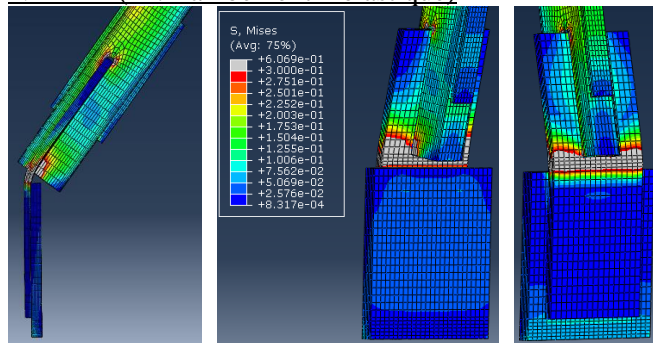 S, Mises
(Avg: 75%)
+6.069e-01
+3.000e-01
+2.751e-01
+2.501e-01
+2.252e-01
+2.003e-01
+1.753e-01
+1.504e-01
+1.255e-01
+1.006e-01
+7.562e-02
+5.069e-02
+2.576e-02
+8.317e-04